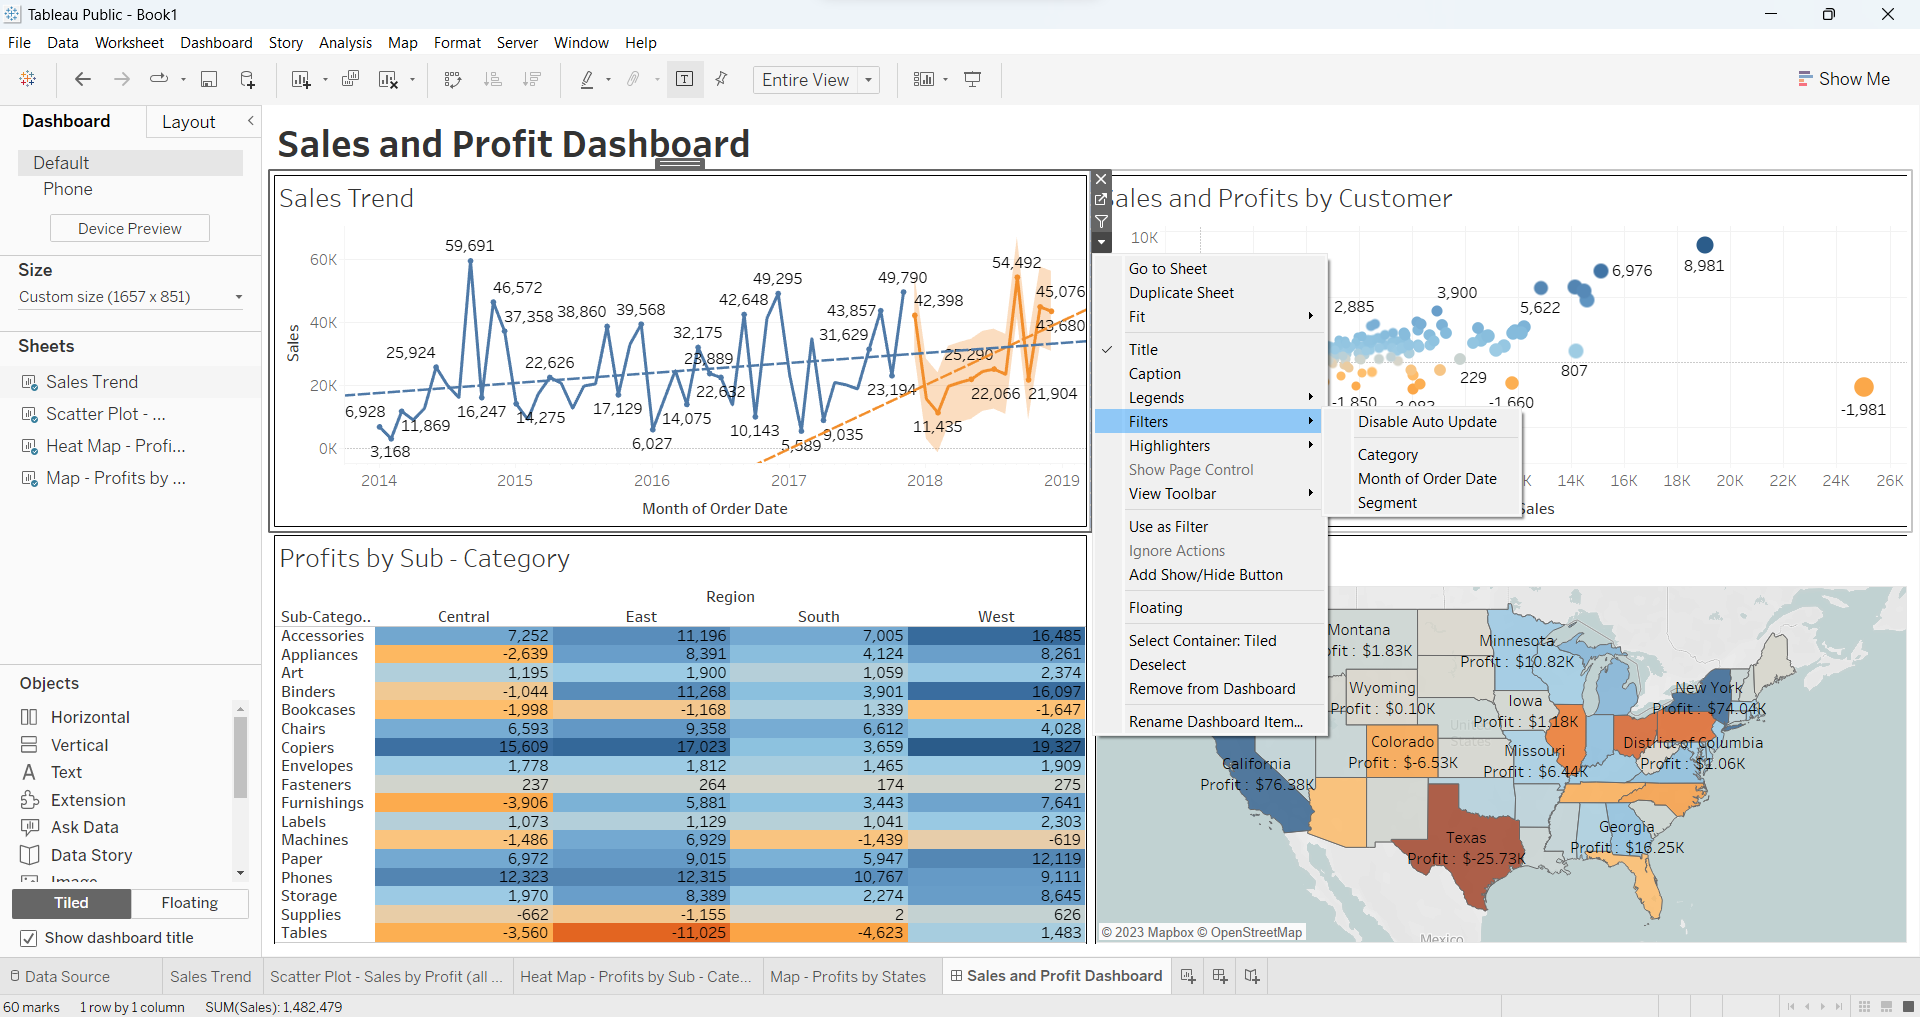 Tableau Public - Book1
File Data Worksheet Dashboard Story Analysis Map Format Server Window Help
Entire View
Show Me
Dashboard Layout
Default
Phone
Device Preview
Size
Custom size (1657 x 851)
Sheets
Sales Trend
Scatter Plot - ...
Heat Map - Profi...
Map - Profits by ...
Objects
Horizontal
Vertical
Text
Extension
Ask Data
Data Story
Tiled Floating
Show dashboard title
Sales and Profit Dashboard
Sales Trend
Sales
60K
40K
20K
0K
59,691
46,572
37,358
38,860
39,568
25,924
22,626
6,928
3,168
11,869
16,247
14,275
17,129
6,027
32,175
23,889
22,632
14,075
42,648
49,295
10,143
5,589
31,629
9,035
43,857
49,790
23,194
42,398
11,435
25,290
22,066
54,492
45,076
43,680
21,904
2014 2015 2016 2017 2018 2019
Month of Order Date
ales and Profits by Customer
10K
8,981
6,976
5,622
3,900
2,885
807
229
-1,850
-1,660
-1,981
K 14K 16K 18K 20K 22K 24K 26K
Sales
Go to Sheet
Duplicate Sheet
Fit
Title
Caption
Legends
Filters
Highlighters
Show Page Control
View Toolbar
Use as Filter
Ignore Actions
Add Show/Hide Button
Floating
Select Container: Tiled
Deselect
Remove from Dashboard
Rename Dashboard Item...
Disable Auto Update
Category
Month of Order Date
Segment
Profits by Sub - Category
Region
Sub-Catego.. Central East South West
Accessories 7,252 11,196 7,005 16,485
Appliances -2,639 8,391 4,124 8,261
Art 1,195 1,900 1,059 2,374
Binders -1,044 11,268 3,901 16,097
Bookcases -1,998 -1,168 1,339 -1,647
Chairs 6,593 9,358 6,612 4,028
Copiers 15,609 17,023 3,659 19,327
Envelopes 1,778 1,812 1,465 1,909
Fasteners 237 264 174 275
Furnishings -3,906 5,881 3,443 7,641
Labels 1,073 1,129 1,041 2,303
Machines -1,486 6,929 -1,439 -619
Paper 6,972 9,015 5,947 12,119
Phones 12,323 12,315 10,767 9,111
Storage 1,970 8,389 2,274 8,645
Supplies -662 -1,155 2 626
Tables -3,560 -11,025 -4,623 1,483
Montana
fit : $1.83K
Minnesota
Profit : $10.82K
Wyoming
Profit : $0.10K
Iowa
Profit : $1.18K
New York
Profit : $74.04K
United States
Colorado
Profit : $-6.53K
Missouri
Profit : $6.44K
District of Columbia
Profit : $1.06K
California
Profit : $76.38K
Texas
Profit : $-25.73K
Georgia
Profit : $16.25K
Mexico
© 2023 Mapbox © OpenStreetMap
Data Source Sales Trend Scatter Plot - Sales by Profit (all ... Heat Map - Profits by Sub - Cate... Map - Profits by States Sales and Profit Dashboard
60 marks 1 row by 1 column SUM(Sales): 1,482,479